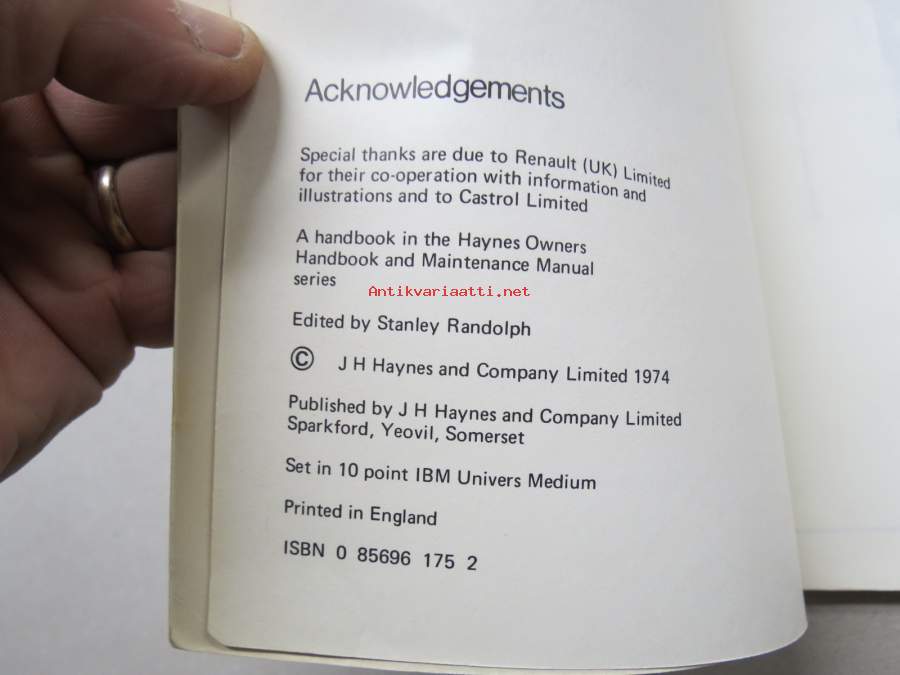 Acknowledgements
Special thanks are due to Renault (UK) Limited
for their co-operation with information and
illustrations and to Castrol Limited
A handbook in the Haynes Owners
Handbook and Maintenance Manual
series
Antikvariaatti.net
Edited by Stanley Randolph
© J H Haynes and Company Limited 1974
Published by J H Haynes and Company Limited
Sparkford, Yeovil, Somerset
Set in 10 point IBM Univers Medium
Printed in England
ISBN 0 85696 175 2